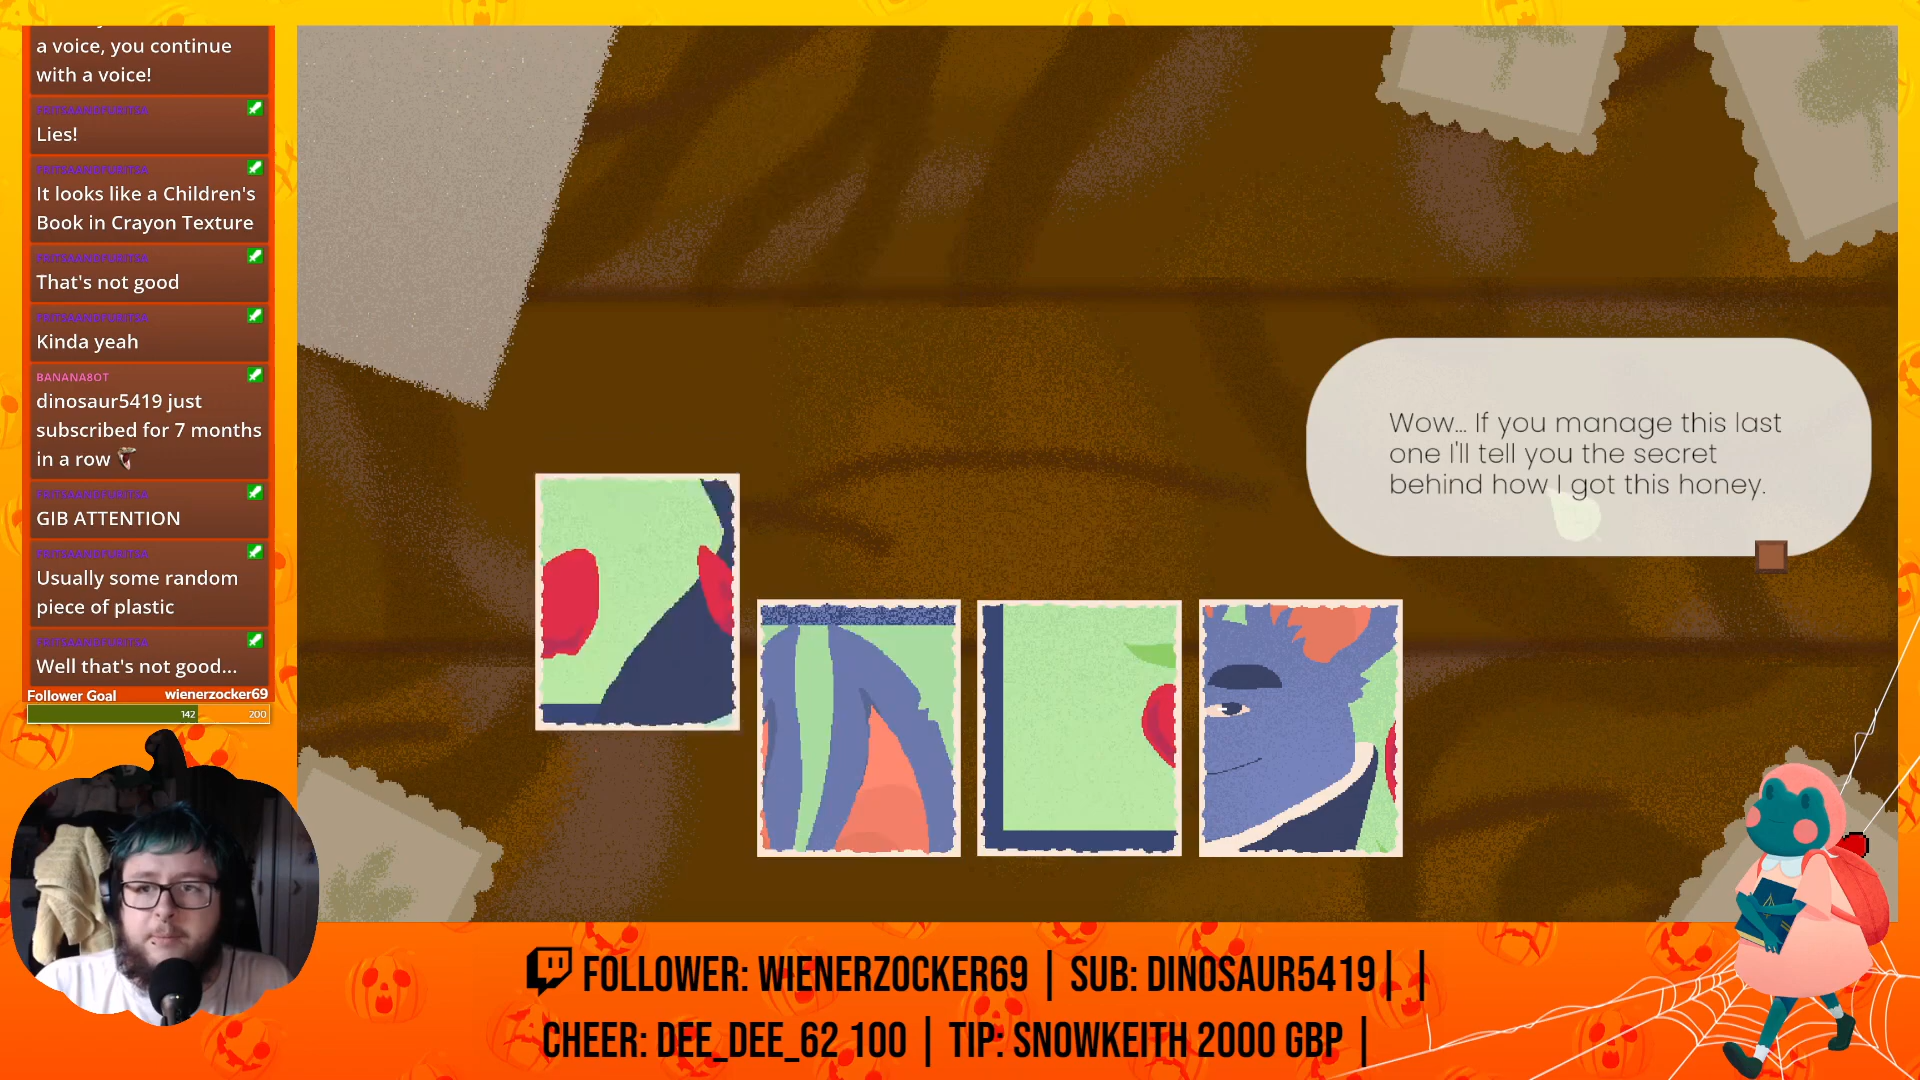 a voice, you continue
with a voice!
Lies!
It looks like a Children's
Book in Crayon Texture
That's not good
Kinda yeah
BANANA8OT
dinosaur5419 just
subscribed for 7 months
in a row
GIB ATTENTION
Usually some random
piece of plastic
Well that's not good...
Follower Goal wienerzocker69
142 200
Wow... If you manage this last
one I'll tell you the secret
behind how I got this honey.
FOLLOWER: WIENERZOCKER69 | SUB: DINOSAUR5419 | |
CHEER: DEE_DEE_62 100 | TIP: SNOWKEITH 2000 GBP |